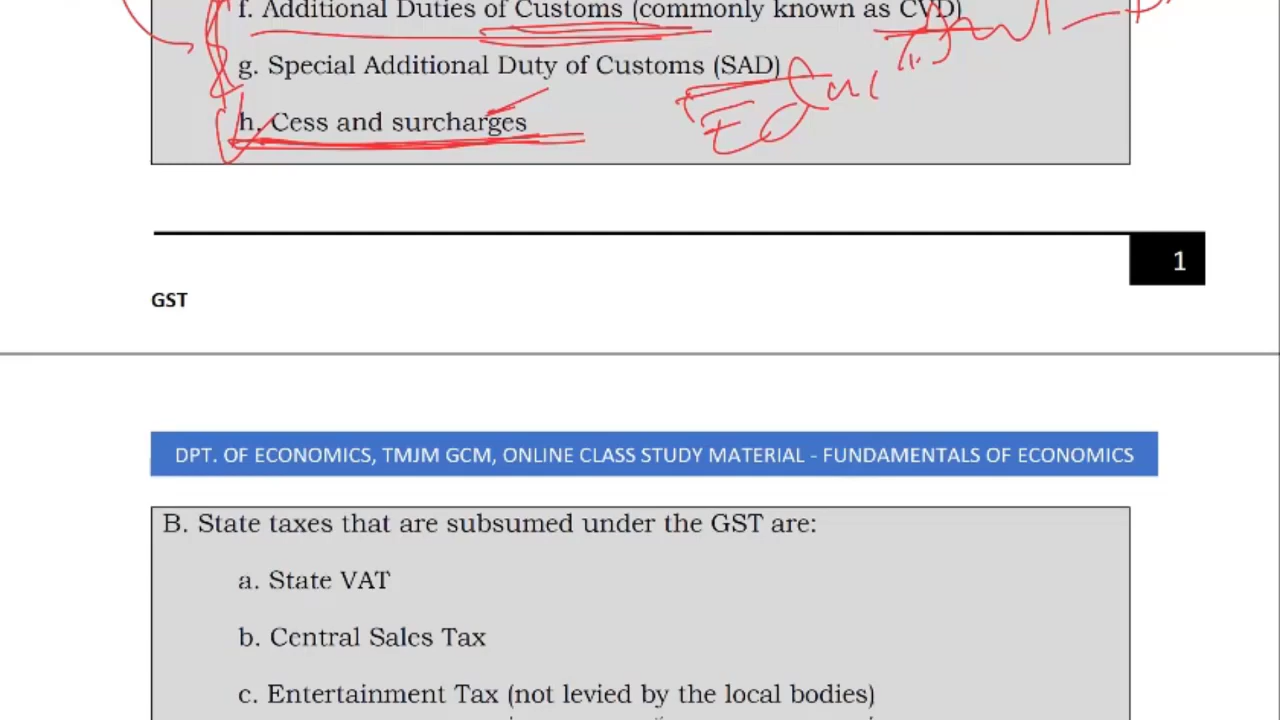 f. Additional Duties of Customs (commonly known as CVD)
g. Special Additional Duty of Customs (SAD)
h. Cess and surcharges
1
GST
DPT. OF ECONOMICS, TMJM GCM, ONLINE CLASS STUDY MATERIAL - FUNDAMENTALS OF ECONOMICS
B. State taxes that are subsumed under the GST are:
a. State VAT
b. Central Sales Tax
c. Entertainment Tax (not levied by the local bodies)